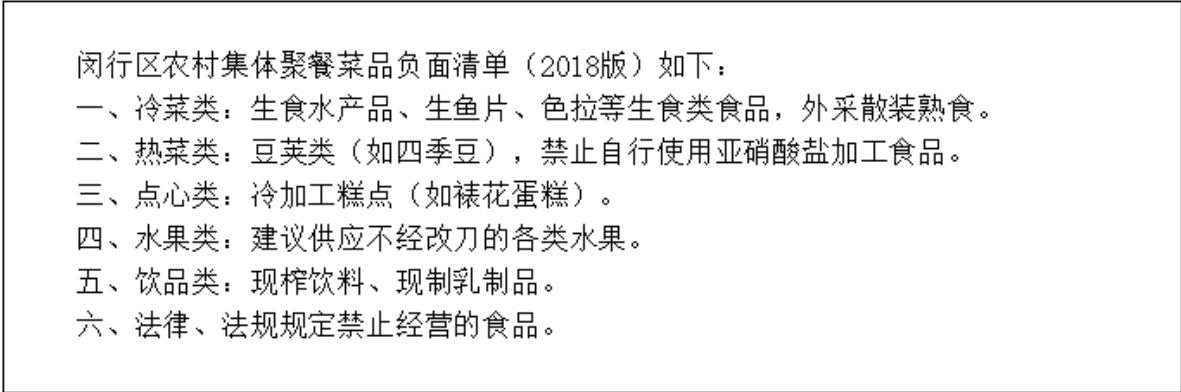 闵行区农村集体聚餐菜品负面清单（2018版）如下：
一、冷菜类：生食水产品、生鱼片、色拉等生食类食品，外采散装熟食。
二、热菜类：豆荚类（如四季豆），禁止自行使用亚硝酸盐加工食品。
三、点心类：冷加工糕点（如裱花蛋糕）。
四、水果类：建议供应不经改刀的各类水果。
五、饮品类：现榨饮料、现制乳制品。
六、法律、法规规定禁止经营的食品。